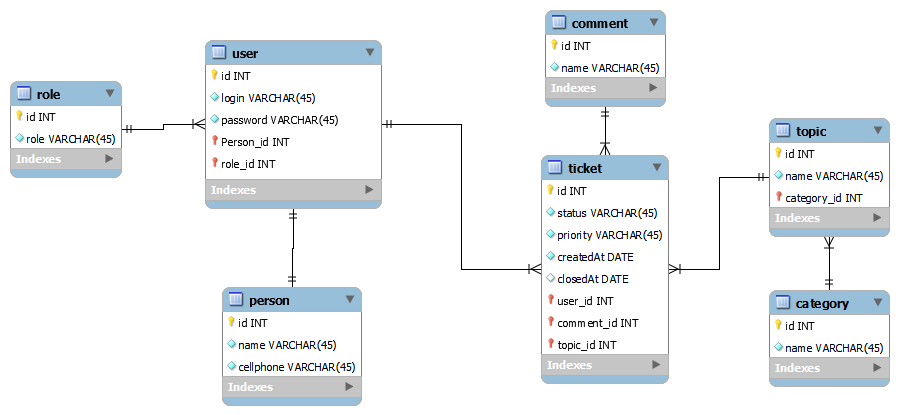 role
id INT
role VARCHAR(45)
Indexes
user
id INT
login VARCHAR(45)
password VARCHAR(45)
Person_id INT
role_id INT
Indexes
person
id INT
name VARCHAR(45)
cellphone VARCHAR(45)
Indexes
comment
id INT
name VARCHAR(45)
Indexes
ticket
id INT
status VARCHAR(45)
priority VARCHAR(45)
createdAt DATE
closedAt DATE
user_id INT
comment_id INT
topic_id INT
Indexes
topic
id INT
name VARCHAR(45)
category_id INT
Indexes
category
id INT
name VARCHAR(45)
Indexes